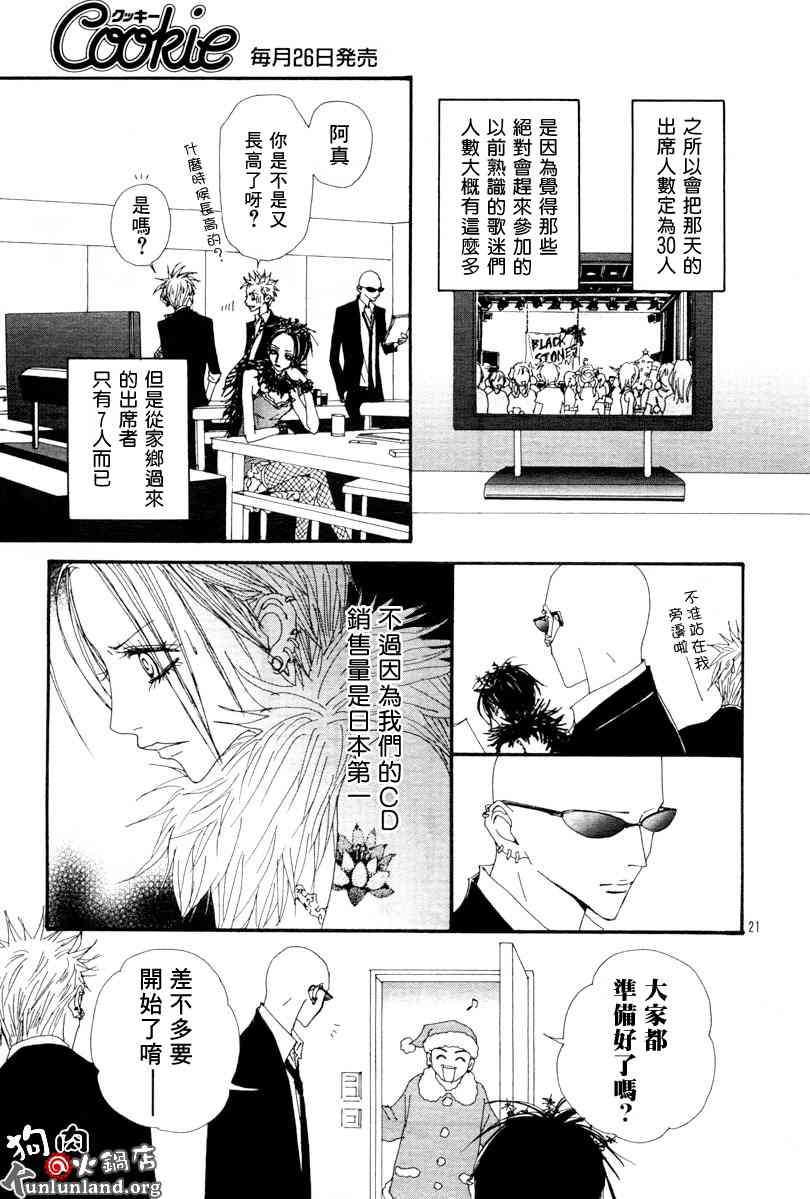 クッキー
Cookie
毎月26日発売
之所以會把那天的
出席人數定為30人
是因為覺得那些
絕對會趕來參加的
以前熟識的歌迷們
人數大概有這麼多
BLACK
STONES
阿真
你是不是又
長高了呀?
什麼時候長高的?
是嗎?
但是從家鄉過來
的出席者
只有7人而已
不准站在我
旁邊啦
不過因為我們的CD
銷售量是日本第一
21
大家都
準備好了嗎?
差不多要
開始了唷——
狗肉
火鍋店
Yunlunland.org